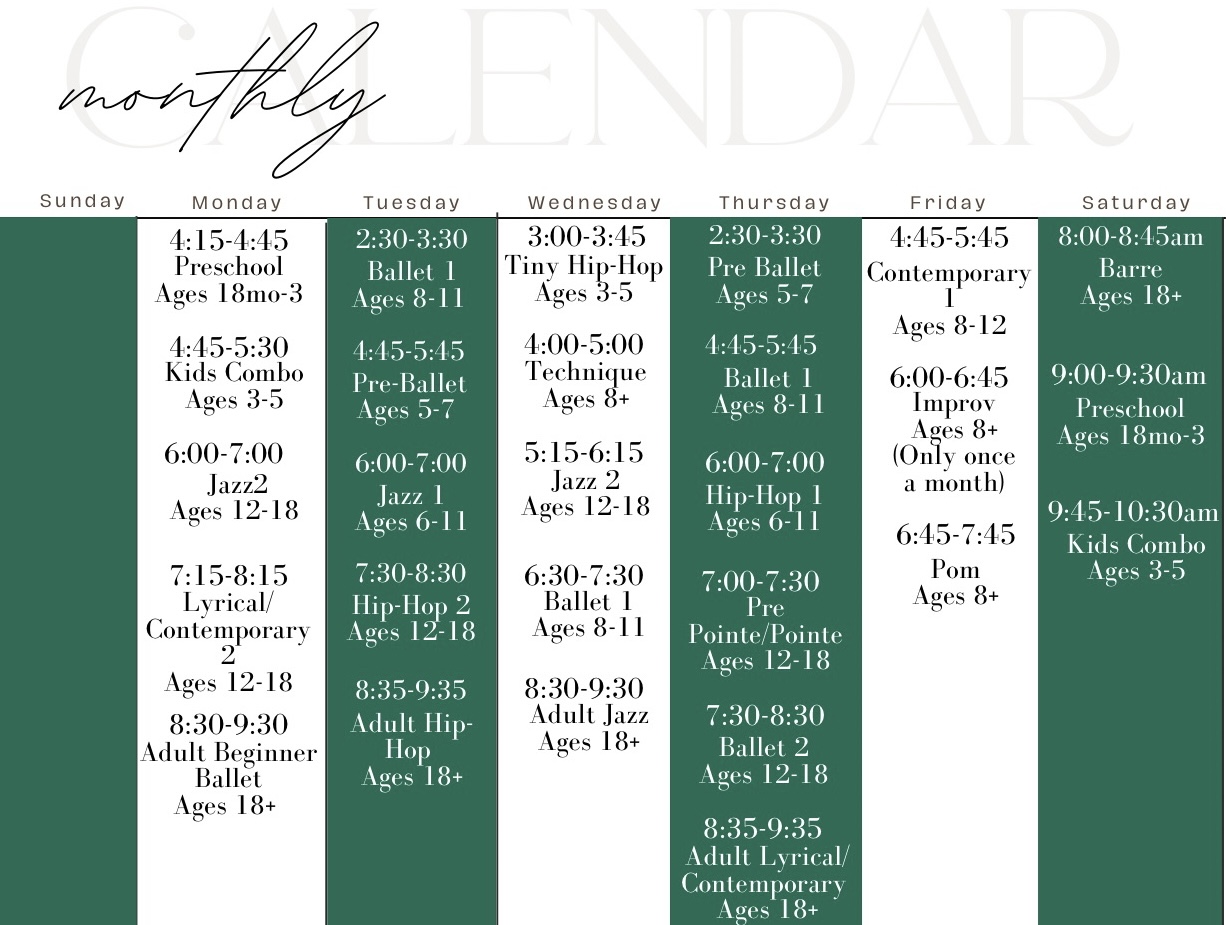 CALENDAR
monthly
Sunday
Monday
Tuesday
Wednesday
Thursday
Friday
Saturday
4:15-4:45
Preschool
Ages 18mo-3
4:45-5:30
Kids Combo
Ages 3-5
6:00-7:00
Jazz2
Ages 12-18
7:15-8:15
Lyrical/
Contemporary
2
Ages 12-18
8:30-9:30
Adult Beginner
Ballet
Ages 18+
2:30-3:30
Ballet 1
Ages 8-11
4:45-5:45
Pre-Ballet
Ages 5-7
6:00-7:00
Jazz 1
Ages 6-11
7:30-8:30
Hip-Hop 2
Ages 12-18
8:35-9:35
Adult Hip-
Hop
Ages 18+
3:00-3:45
Tiny Hip-Hop
Ages 3-5
4:00-5:00
Technique
Ages 8+
5:15-6:15
Jazz 2
Ages 12-18
6:30-7:30
Ballet 1
Ages 8-11
8:30-9:30
Adult Jazz
Ages 18+
2:30-3:30
Pre Ballet
Ages 5-7
4:45-5:45
Ballet 1
Ages 8-11
6:00-7:00
Hip-Hop 1
Ages 6-11
7:00-7:30
Pre
Pointe/Pointe
Ages 12-18
7:30-8:30
Ballet 2
Ages 12-18
8:35-9:35
Adult Lyrical/
Contemporary
Ages 18+
4:45-5:45
Contemporary
1
Ages 8-12
6:00-6:45
Improv
Ages 8+
(Only once
a month)
6:45-7:45
Pom
Ages 8+
8:00-8:45am
Barre
Ages 18+
9:00-9:30am
Preschool
Ages 18mo-3
9:45-10:30am
Kids Combo
Ages 3-5